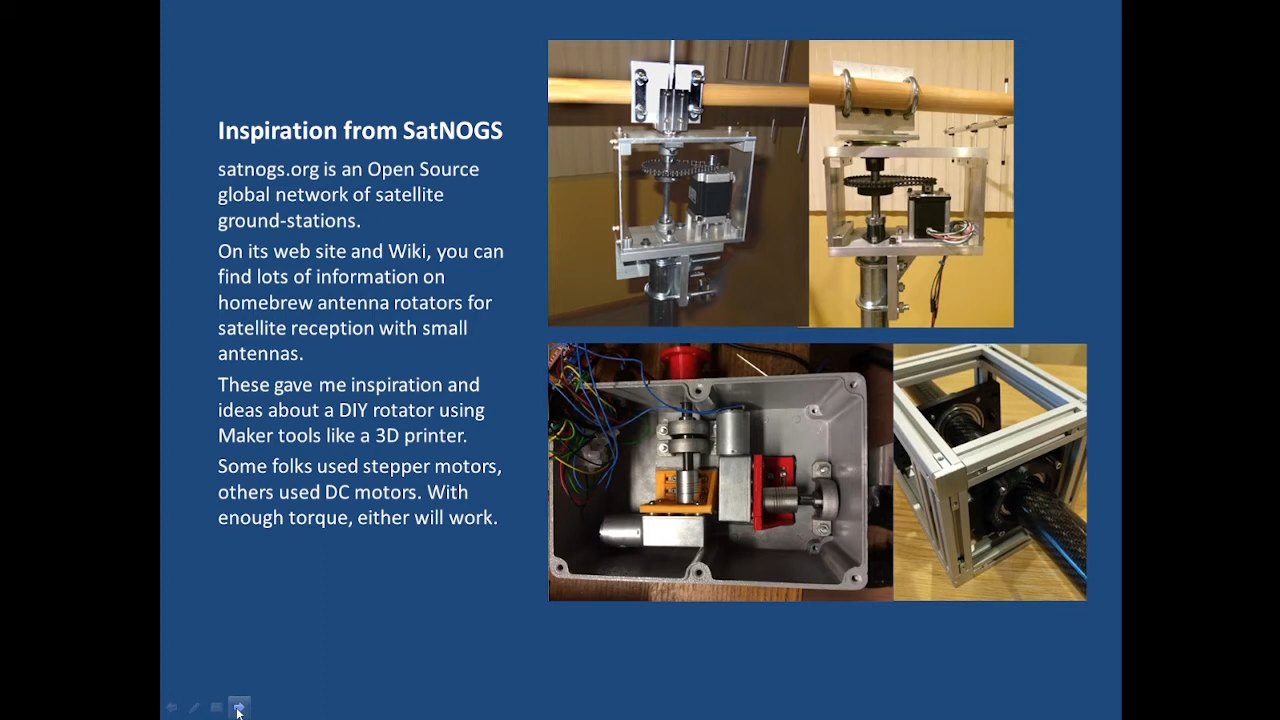 Inspiration from SatNOGS
satnogs.org is an Open Source
global network of satellite
ground-stations.
On its web site and Wiki, you can
find lots of information on
homebrew antenna rotators for
satellite reception with small
antennas.
These gave me inspiration and
ideas about a DIY rotator using
Maker tools like a 3D printer.
Some folks used stepper motors,
others used DC motors. With
enough torque, either will work.